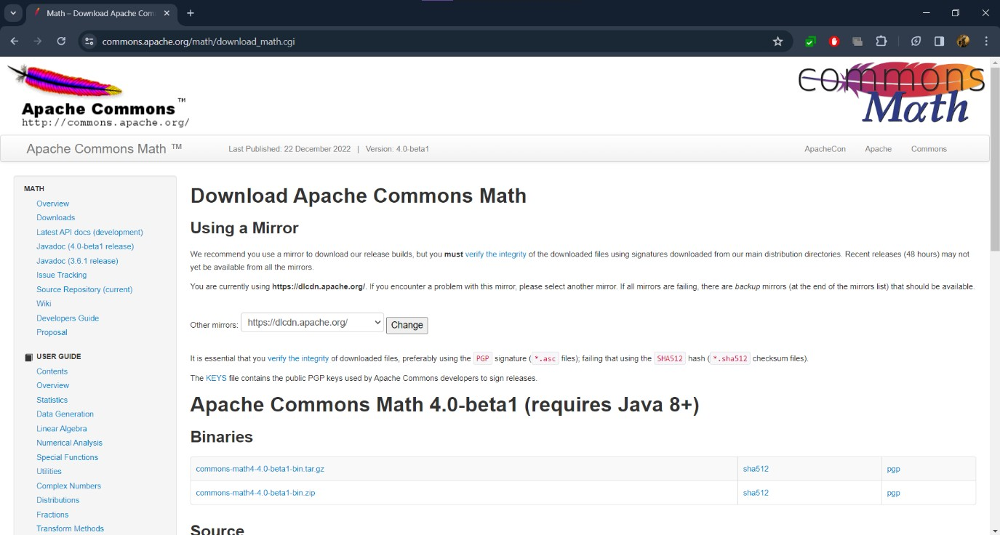 Math – Download Apache Com
commons.apache.org/math/download_math.cgi
Apache Commons™
http://commons.apache.org/
commons
Math
Apache Commons Math ™
Last Published: 22 December 2022 | Version: 4.0-beta1
ApacheCon Apache Commons
MATH
Overview
Downloads
Latest API docs (development)
Javadoc (4.0-beta1 release)
Javadoc (3.6.1 release)
Issue Tracking
Source Repository (current)
Wiki
Developers Guide
Proposal
USER GUIDE
Contents
Overview
Statistics
Data Generation
Linear Algebra
Numerical Analysis
Special Functions
Utilities
Complex Numbers
Distributions
Fractions
Transform Methods
Download Apache Commons Math
Using a Mirror
We recommend you use a mirror to download our release builds, but you must verify the integrity of the downloaded files using signatures downloaded from our main distribution directories. Recent releases (48 hours) may not
yet be available from all the mirrors.
You are currently using https://dlcdn.apache.org/. If you encounter a problem with this mirror, please select another mirror. If all mirrors are failing, there are backup mirrors (at the end of the mirrors list) that should be available.
Other mirrors: https://dlcdn.apache.org/ Change
It is essential that you verify the integrity of downloaded files, preferably using the PGP signature (*.asc files); failing that using the SHA512 hash (*.sha512 checksum files).
The KEYS file contains the public PGP keys used by Apache Commons developers to sign releases.
Apache Commons Math 4.0-beta1 (requires Java 8+)
Binaries
commons-math4-4.0-beta1-bin.tar.gz sha512 pgp
commons-math4-4.0-beta1-bin.zip sha512 pgp
Source